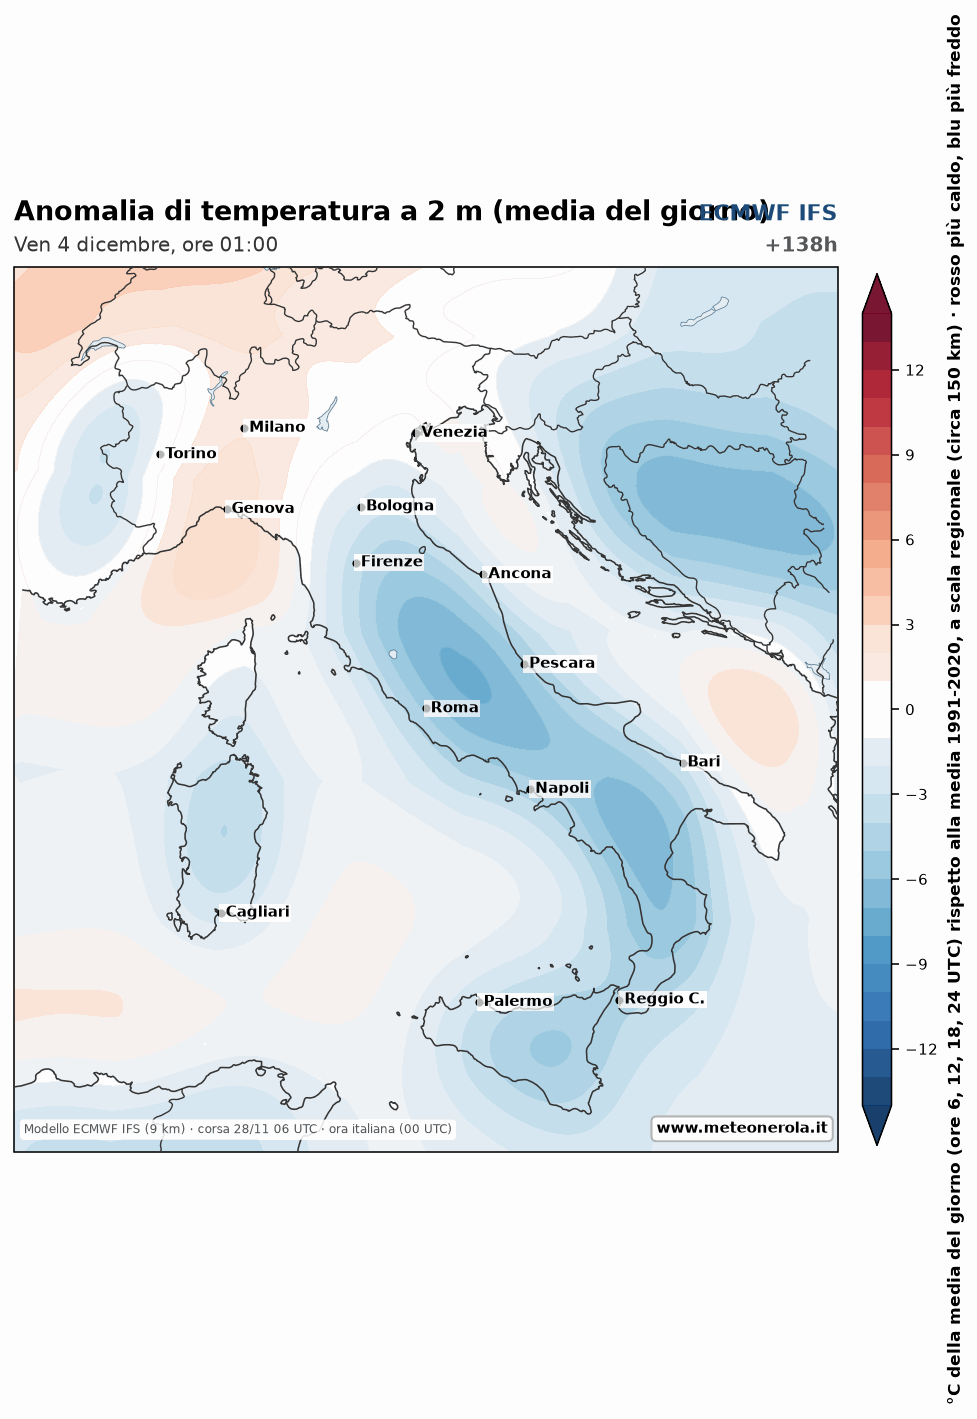 Anomalia di temperatura a 2 m (media del giorno)
ECMWF IFS
Ven 4 dicembre, ore 01:00
+138h
Milano
Venezia
Torino
Genova
Bologna
Firenze
Ancona
Pescara
Roma
Bari
Napoli
Cagliari
Palermo
Reggio C.
12
9
6
3
0
−3
−6
−9
−12
°C della media del giorno (ore 6, 12, 18, 24 UTC) rispetto alla media 1991-2020, a scala regionale (circa 150 km) · rosso più caldo, blu più freddo
Modello ECMWF IFS (9 km) · corsa 28/11 06 UTC · ora italiana (00 UTC)
www.meteonerola.it